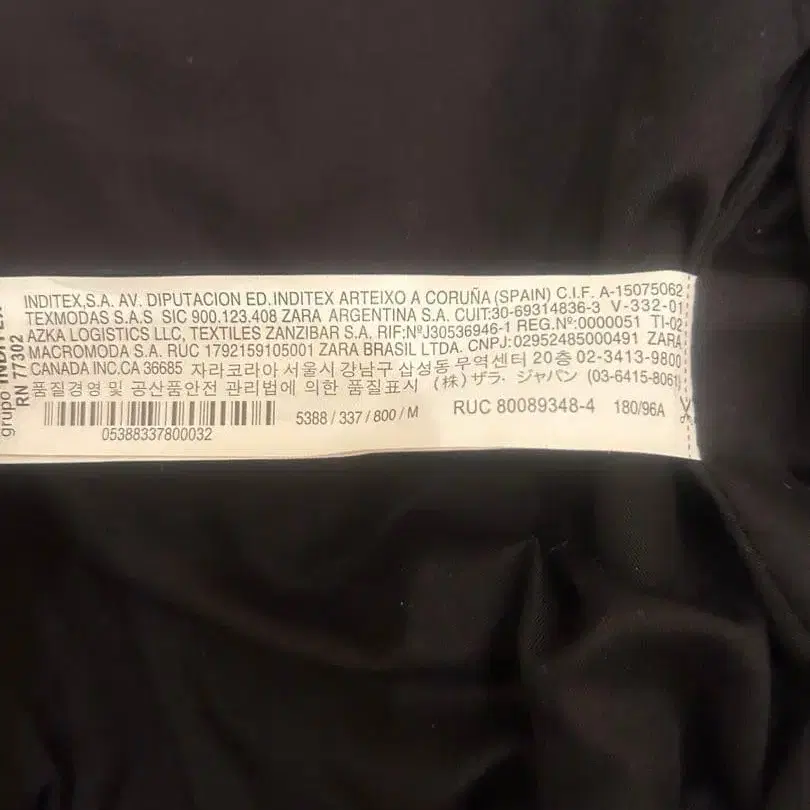 INDITEX,S.A. AV. DIPUTACION ED.INDITEX ARTEIXO A CORUÑA (SPAIN) C.I.F. A-15075062
TEXMODAS S.A.S SIC 900.123.408 ZARA ARGENTINA S.A. CUIT:30-69314836-3 V-332-01
AZKA LOGISTICS LLC, TEXTILES ZANZIBAR S.A. RIF:NºJ30536946-1 REG.Nº:0000051 TI-02
MACROMODA S.A. RUC 1792159105001 ZARA BRASIL LTDA. CNPJ:02952485000491 ZARA
CANADA INC.CA 36685 자라코리아 서울시 강남구 삼성동 무역센터 20층 02-3413-9800
품질경영 및 공산품안전 관리법에 의한 품질표시 (株) ザラ・ジャパン (03-6415-8061)
05388337800032
5388 / 337 / 800 / M
RUC 80089348-4
180/96A
grupo INDITEX
RN 77302